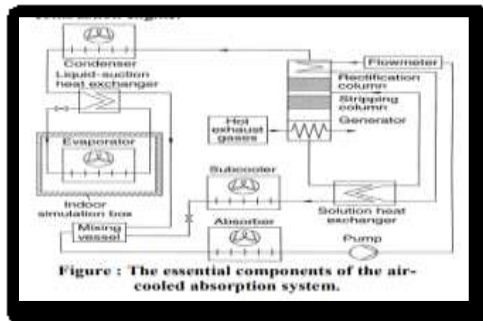 Condenser
Liquid-suction
heat exchanger
Flowmeter
Rectification
column
Stripping
column
Generator
Hot
exhaust
gases
Evaporator
Indoor
simulation box
Subcooler
Solution heat
exchanger
Mixing
vessel
Absorber
Pump
Figure : The essential components of the air-
cooled absorption system.